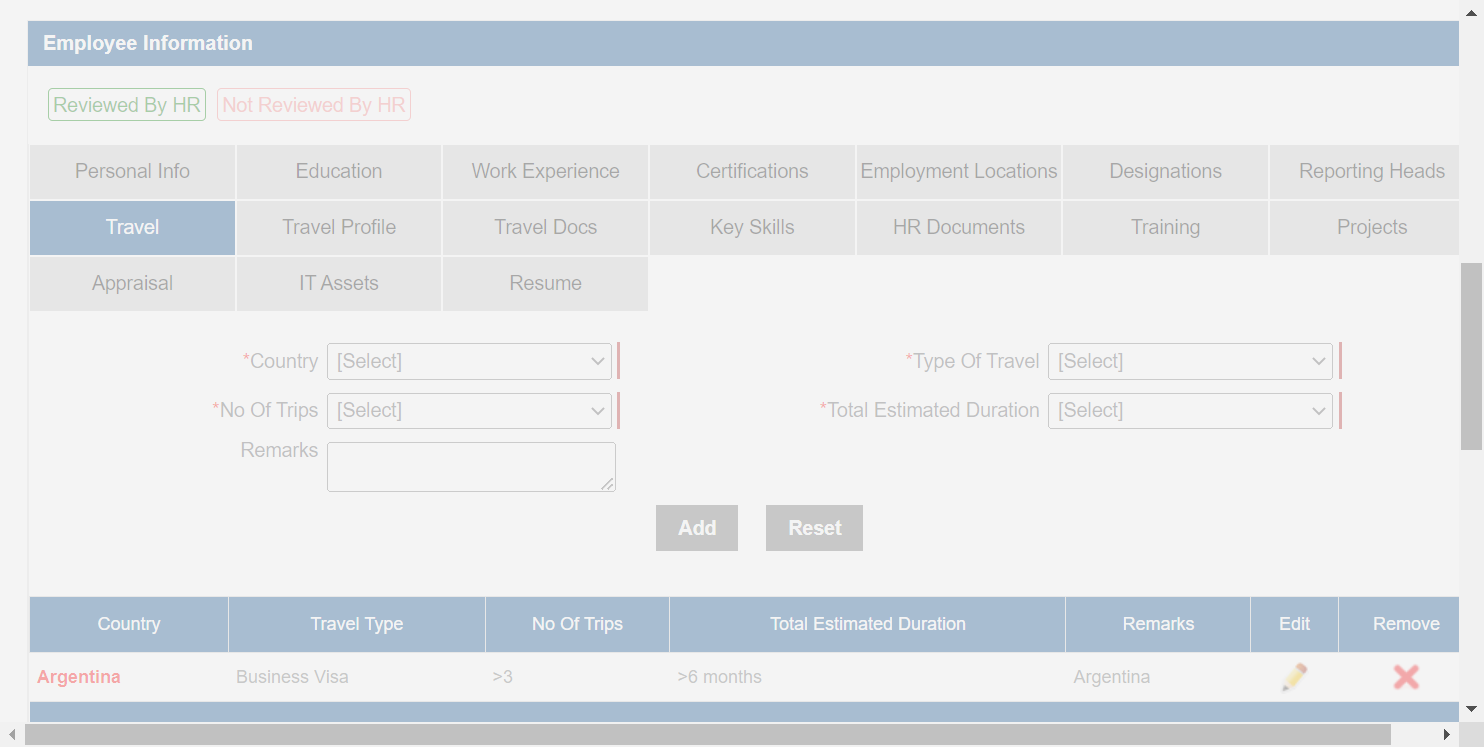 Employee Information
Reviewed By HR Not Reviewed By HR
Personal Info Education Work Experience Certifications Employment Locations Designations Reporting Heads
Travel Travel Profile Travel Docs Key Skills HR Documents Training Projects
Appraisal IT Assets Resume
*Country [Select] *Type Of Travel [Select]
*No Of Trips [Select] *Total Estimated Duration [Select]
Remarks
Add Reset
Country Travel Type No Of Trips Total Estimated Duration Remarks Edit Remove
Argentina Business Visa >3 >6 months Argentina